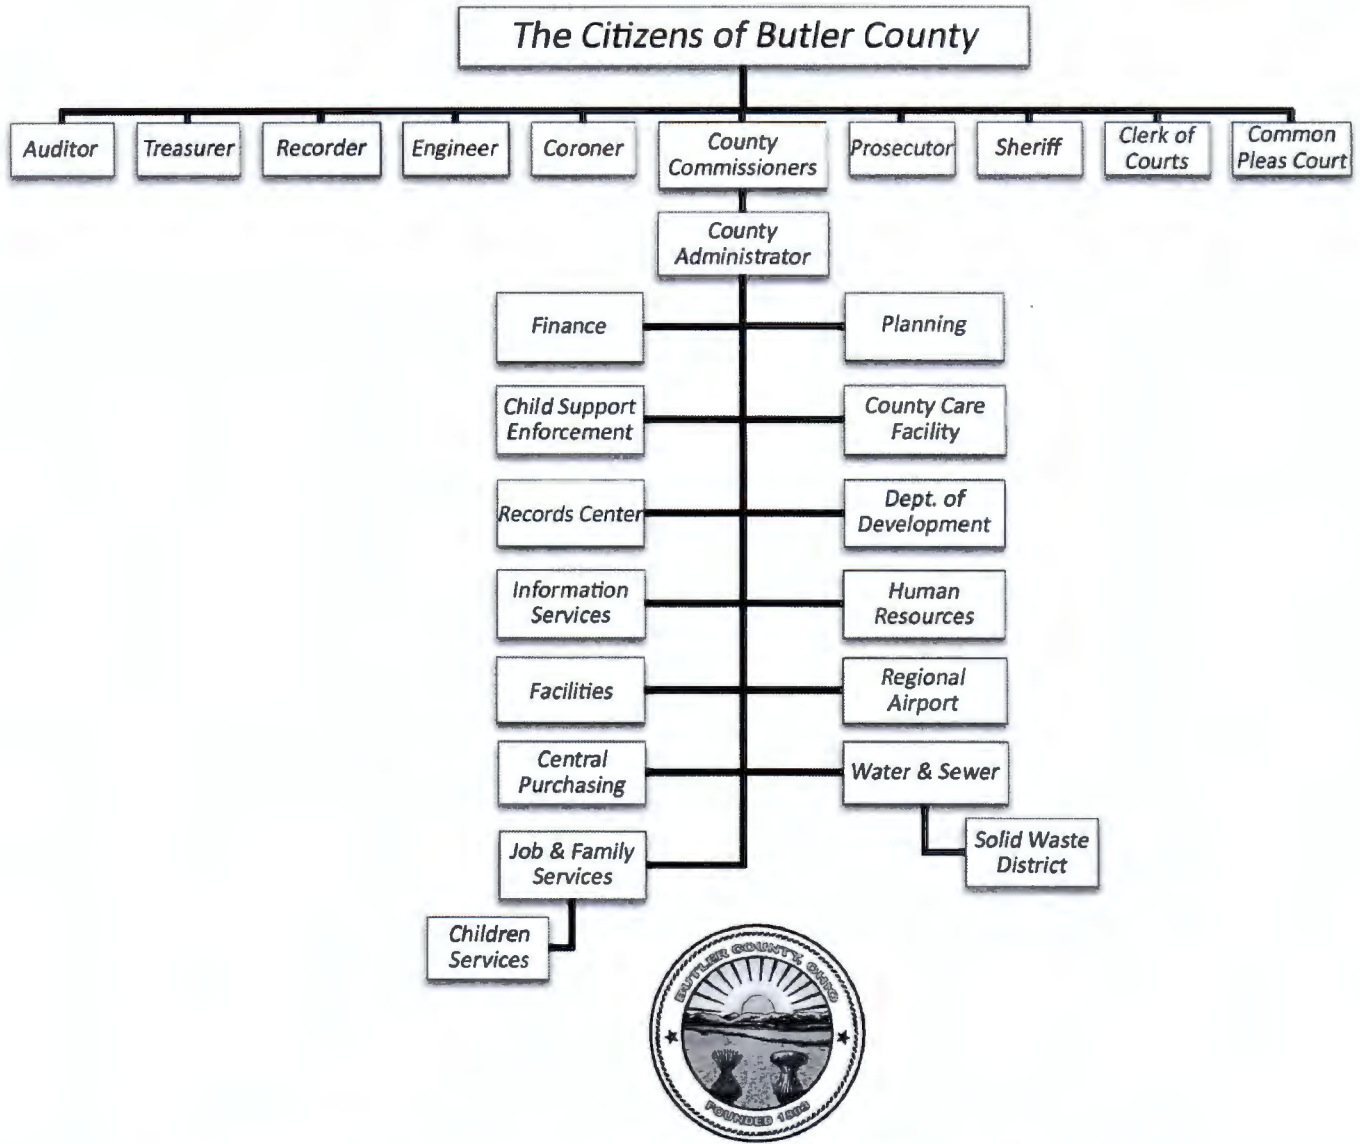 The Citizens of Butler County
Auditor
Treasurer
Recorder
Engineer
Coroner
County
Commissioners
Prosecutor
Sheriff
Clerk of
Courts
Common
Pleas Court
County
Administrator
Finance
Planning
Child Support
Enforcement
County Care
Facility
Records Center
Dept. of
Development
Information
Services
Human
Resources
Facilities
Regional
Airport
Central
Purchasing
Water & Sewer
Job & Family
Services
Solid Waste
District
Children
Services
BUTLER COUNTY, OHIO
FOUNDED 1803